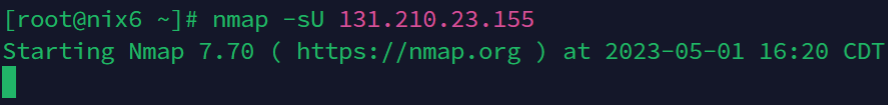 [root@nix6 ~]# nmap -sU 131.210.23.155
Starting Nmap 7.70 ( https://nmap.org ) at 2023-05-01 16:20 CDT